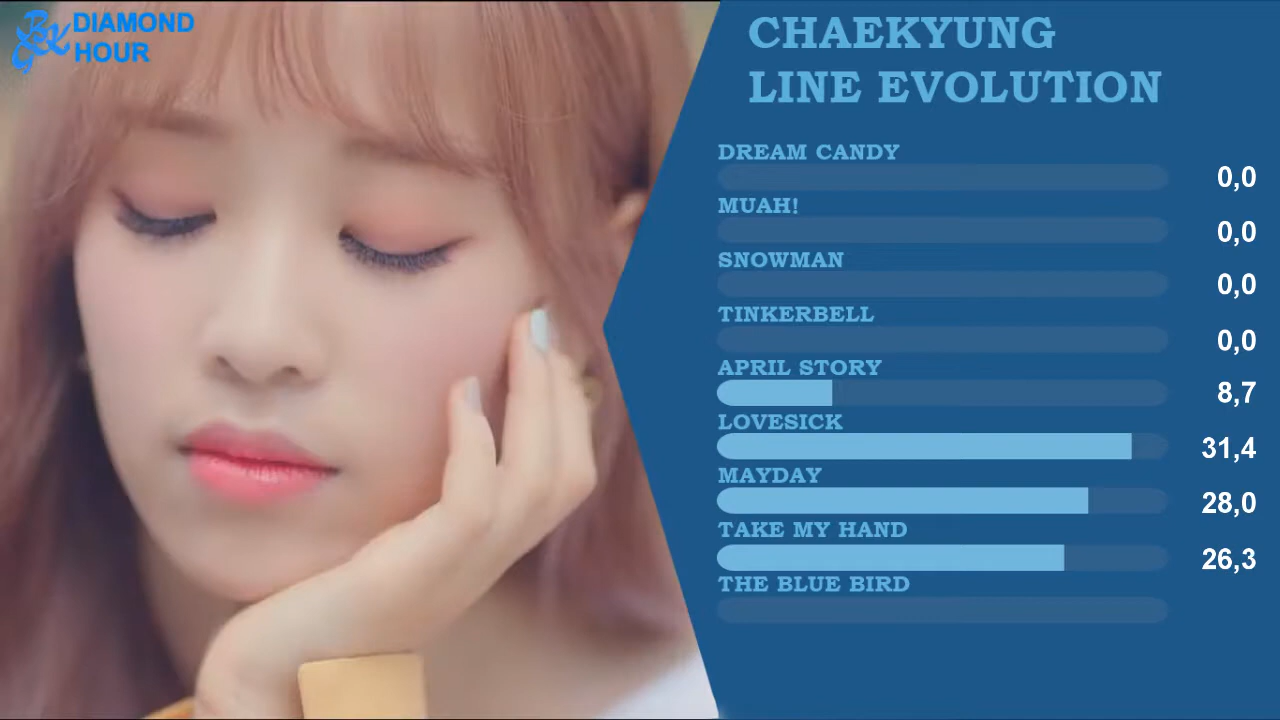 DIAMOND
HOUR
CHAEKYUNG
LINE EVOLUTION
DREAM CANDY
0,0
MUAH!
0,0
SNOWMAN
0,0
TINKERBELL
0,0
APRIL STORY
8,7
LOVESICK
31,4
MAYDAY
28,0
TAKE MY HAND
26,3
THE BLUE BIRD